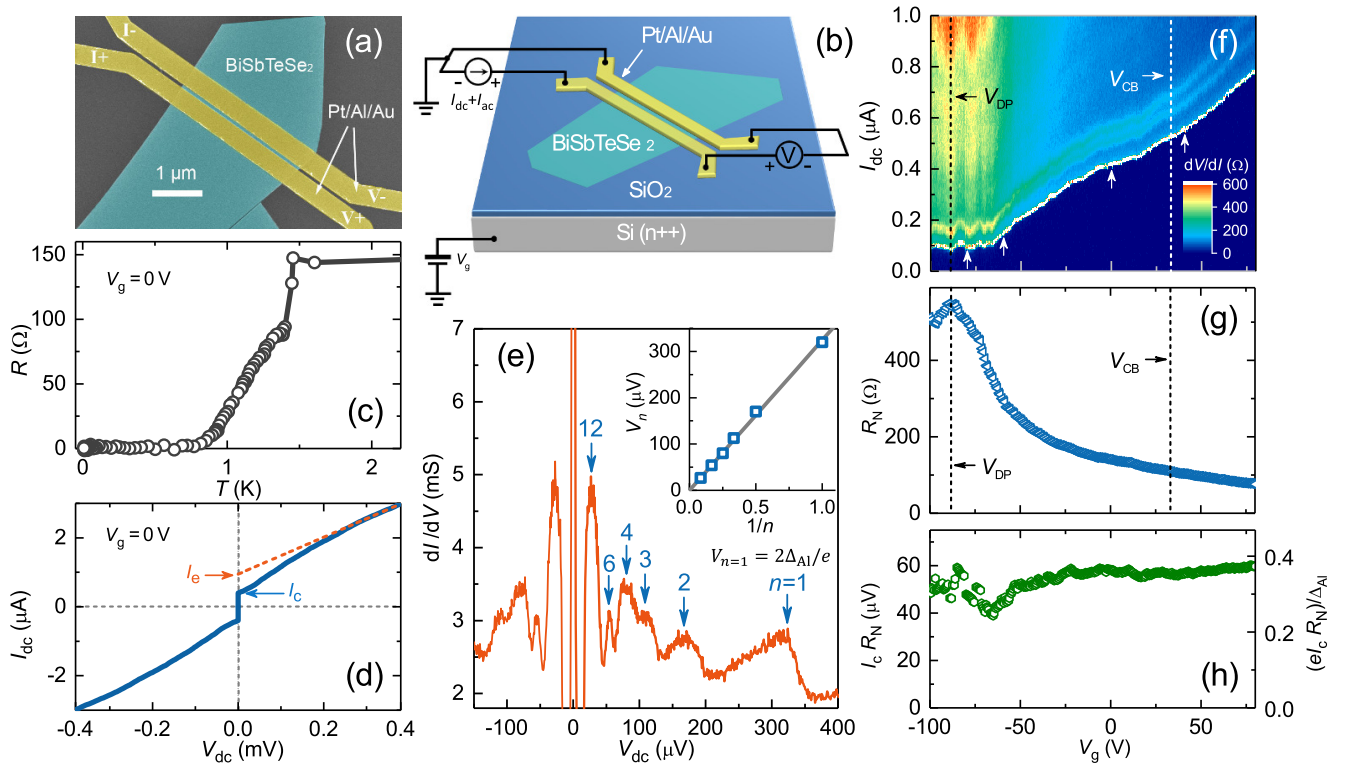 (a)
I-
I+
BiSbTeSe2
Pt/Al/Au
1 µm
V-
V+
(b)
Pt/Al/Au
Idc+Iac
-
+
BiSbTeSe 2
+
V
-
SiO2
Si (n++)
Vg
(c)
Vg = 0 V
R (Ω)
150
100
50
0
0
1
2
T (K)
(d)
Vg = 0 V
Ie
Ic
Idc (µA)
2
0
-2
-0.4
-0.2
0.0
0.2
0.4
Vdc (mV)
(e)
dI/dV (mS)
7
6
5
4
3
2
12
6
4
3
2
n=1
Vn=1 = 2ΔAl/e
-100
0
100
200
300
400
Vdc (µV)
Vn (µV)
300
200
100
0
0.0
0.5
1.0
1/n
(f)
Idc (µA)
1.0
0.8
0.6
0.4
0.2
0.0
VDP
VCB
dV/dI (Ω)
600
400
200
0
(g)
RN (Ω)
400
200
0
VCB
VDP
(h)
Ic RN (µV)
60
40
20
0
0.4
0.2
0.0
(eIc RN)/ΔAl
-100
-75
-50
-25
0
25
50
75
Vg (V)